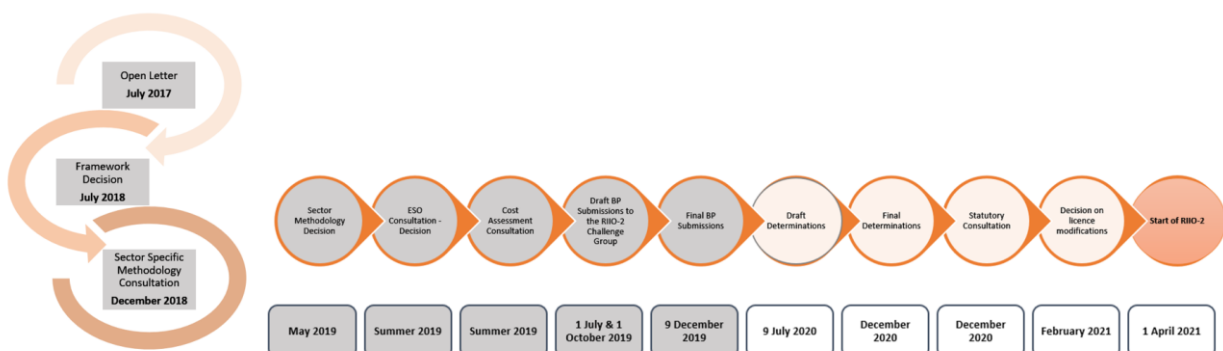 Open Letter
July 2017
Framework
Decision
July 2018
Sector Specific
Methodology
Consultation
December 2018
Sector
Methodology
Decision
ESO
Consultation -
Decision
Cost
Assessment
Consultation
Draft BP
Submissions to
the RIIO-2
Challenge
Group
Final BP
Submissions
Draft
Determinations
Final
Determinations
Statutory
Consultation
Decision on
licence
modifications
Start of RIIO-2
May 2019
Summer 2019
Summer 2019
1 July & 1
October 2019
9 December
2019
9 July 2020
December
2020
December
2020
February 2021
1 April 2021